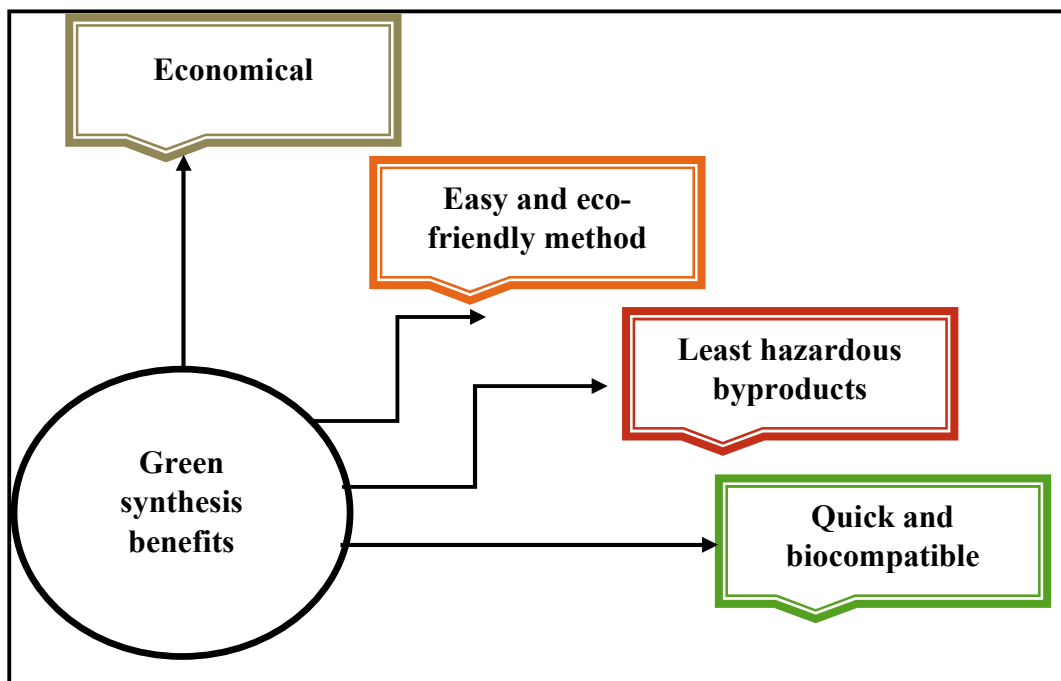 Economical
Easy and eco-
friendly method
Least hazardous
byproducts
Green
synthesis
benefits
Quick and
biocompatible